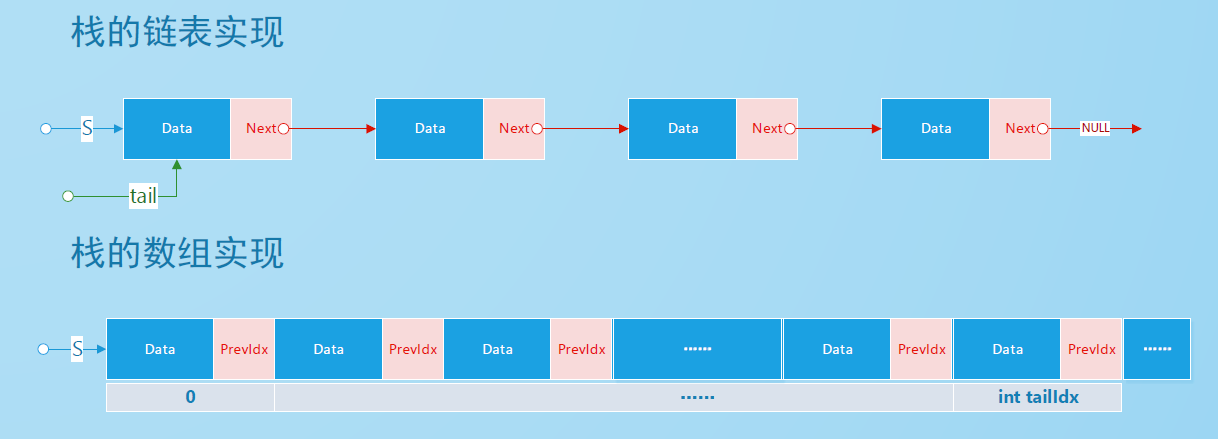 栈的链表实现
S Data Next Data Next Data Next Data Next NULL
tail
栈的数组实现
S Data PrevIdx Data PrevIdx Data PrevIdx ······ Data PrevIdx Data PrevIdx ······
0 ······ int tailIdx